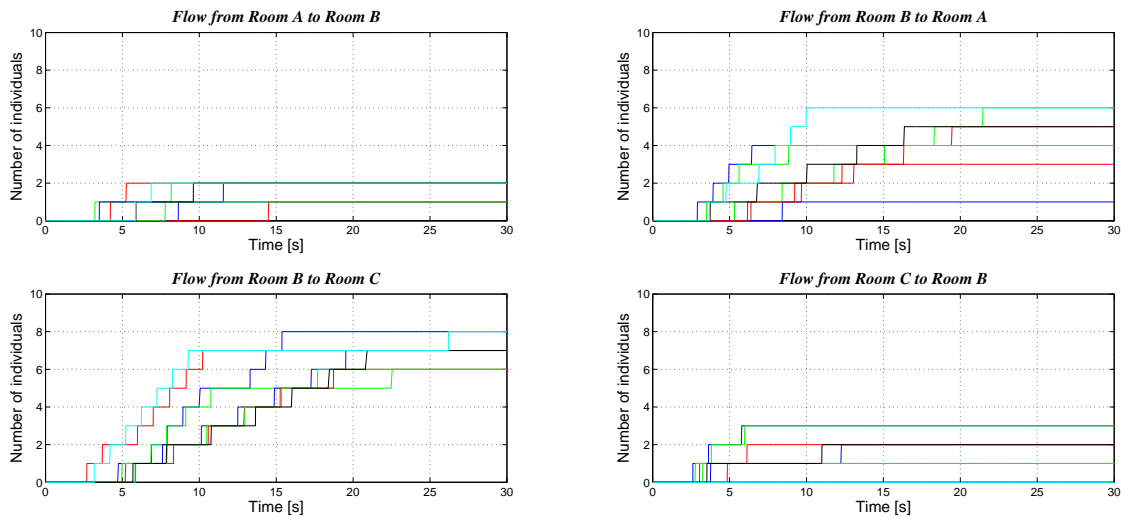 Flow from Room A to Room B
Number of individuals
10
8
6
4
2
0
0 5 10 15 20 25 30
Time [s]
Flow from Room B to Room A
Number of individuals
10
8
6
4
2
0
0 5 10 15 20 25 30
Time [s]
Flow from Room B to Room C
Number of individuals
10
8
6
4
2
0
0 5 10 15 20 25 30
Time [s]
Flow from Room C to Room B
Number of individuals
10
8
6
4
2
0
0 5 10 15 20 25 30
Time [s]